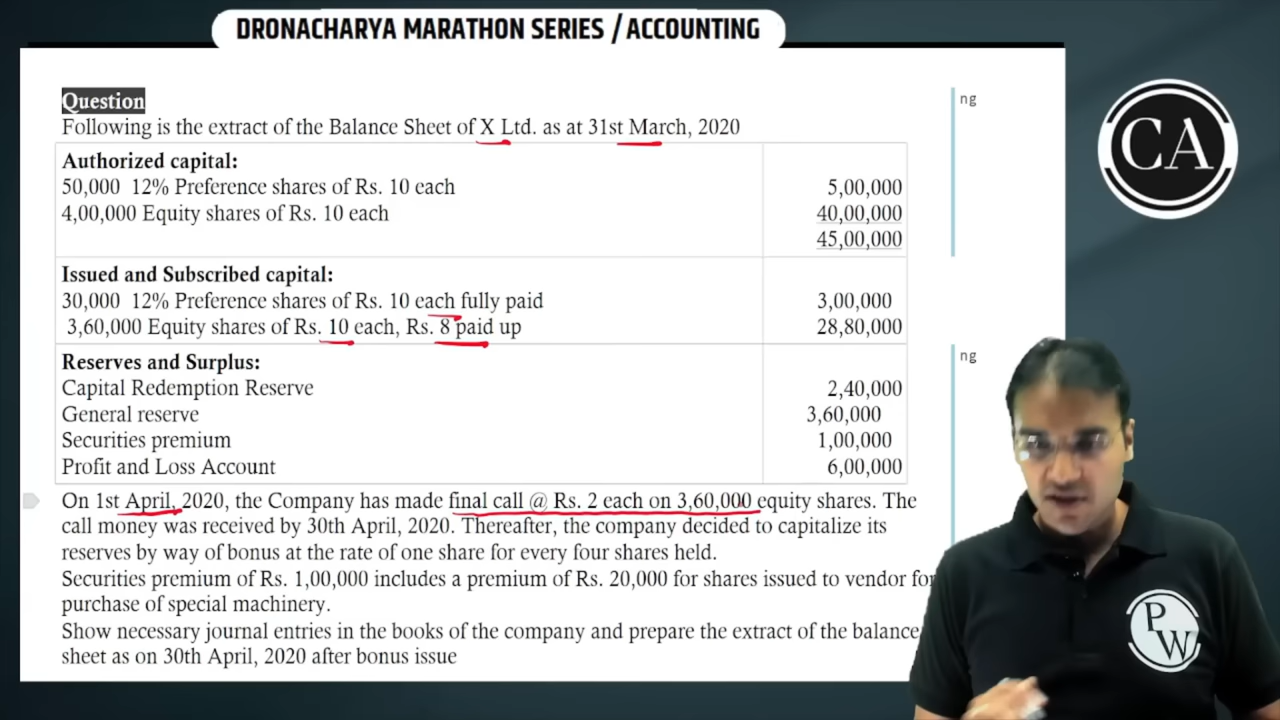 DRONACHARYA MARATHON SERIES / ACCOUNTING
Question
Following is the extract of the Balance Sheet of X Ltd. as at 31st March, 2020
Authorized capital:
50,000 12% Preference shares of Rs. 10 each 5,00,000
4,00,000 Equity shares of Rs. 10 each 40,00,000
45,00,000
Issued and Subscribed capital:
30,000 12% Preference shares of Rs. 10 each fully paid 3,00,000
3,60,000 Equity shares of Rs. 10 each, Rs. 8 paid up 28,80,000
Reserves and Surplus:
Capital Redemption Reserve 2,40,000
General reserve 3,60,000
Securities premium 1,00,000
Profit and Loss Account 6,00,000
On 1st April, 2020, the Company has made final call @ Rs. 2 each on 3,60,000 equity shares. The
call money was received by 30th April, 2020. Thereafter, the company decided to capitalize its
reserves by way of bonus at the rate of one share for every four shares held.
Securities premium of Rs. 1,00,000 includes a premium of Rs. 20,000 for shares issued to vendor for
purchase of special machinery.
Show necessary journal entries in the books of the company and prepare the extract of the balance
sheet as on 30th April, 2020 after bonus issue
ng
ng
CA
PW